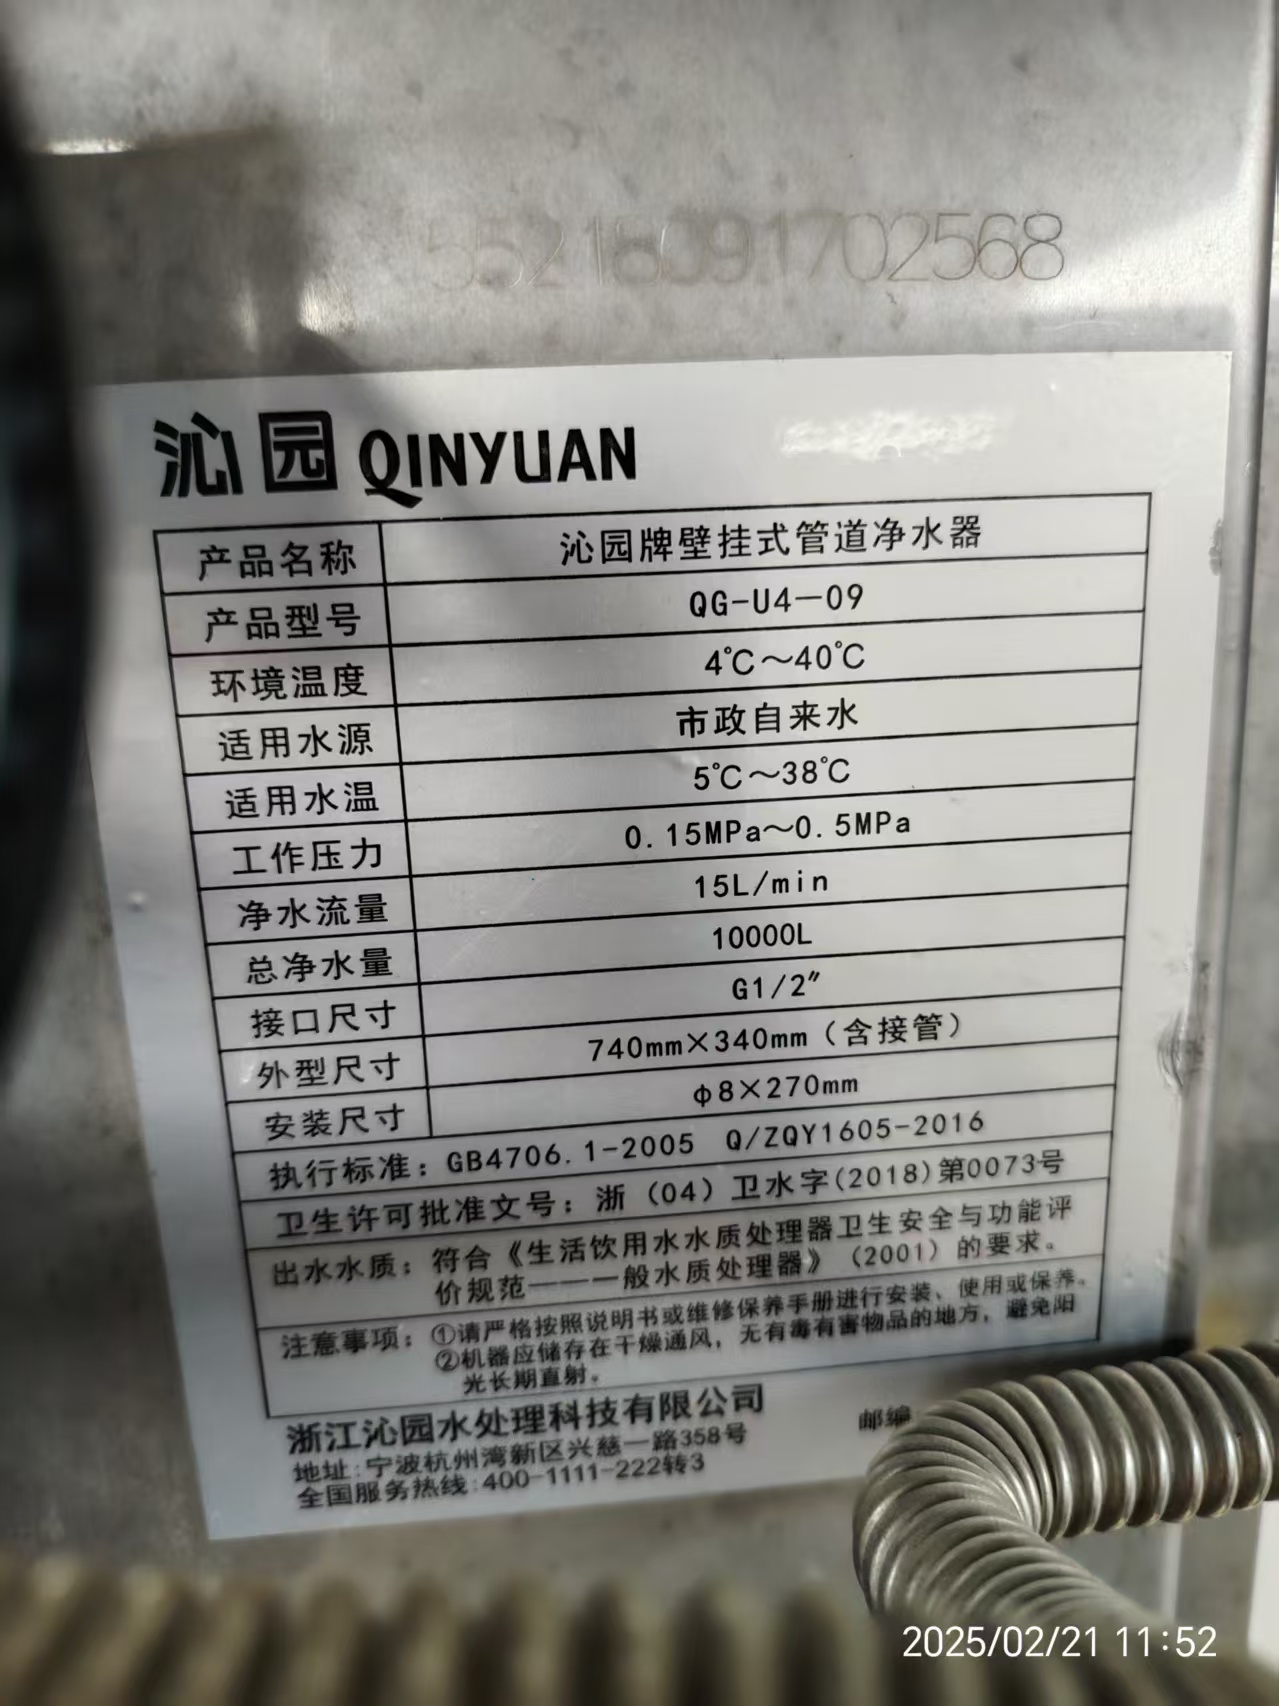 5521809.1702568
沁园 QINYUAN
产品名称 沁园牌壁挂式管道净水器
产品型号 QG-U4-09
环境温度 4℃~40℃
适用水源 市政自来水
适用水温 5℃~38℃
工作压力 0.15MPa~0.5MPa
净水流量 15L/min
总净水量 10000L
接口尺寸 G1/2″
外型尺寸 740mm×340mm（含接管）
安装尺寸 φ8×270mm
执行标准：GB4706.1-2005 Q/ZQY1605-2016
卫生许可批准文号：浙（04）卫水字(2018)第0073号
出水水质：符合《生活饮用水水质处理器卫生安全与功能评
价规范——一般水质处理器》（2001）的要求。
注意事项：①请严格按照说明书或维修保养手册进行安装、使用或保养。
②机器应储存在干燥通风，无有毒有害物品的地方，避免阳
光长期直射。
浙江沁园水处理科技有限公司
地址:宁波杭州湾新区兴慈一路358号 邮编
全国服务热线:400-1111-222转3
2025/02/21 11:52